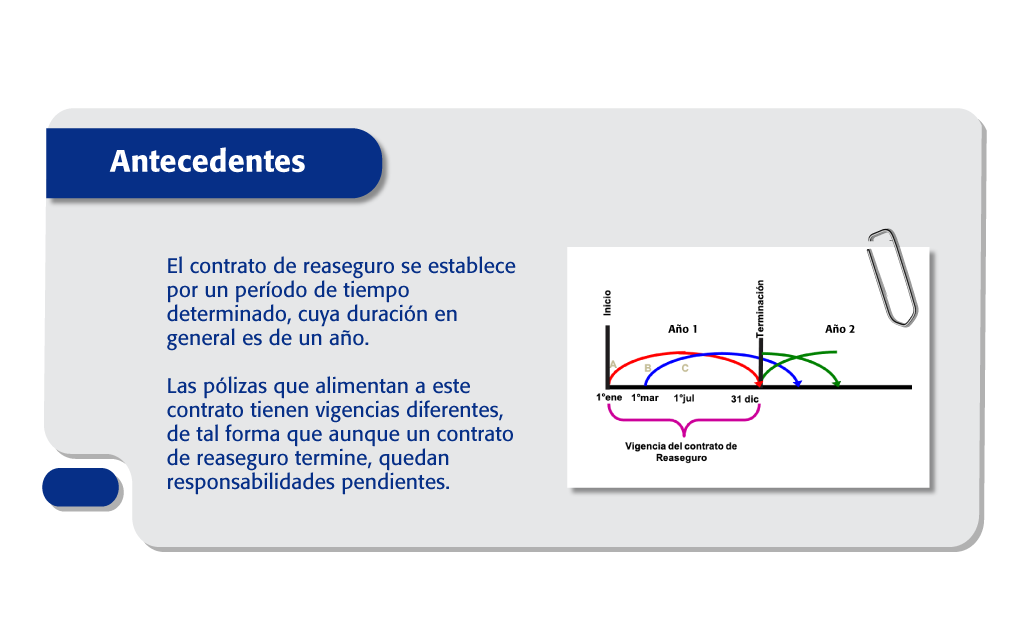 Antecedentes
El contrato de reaseguro se establece
por un período de tiempo
determinado, cuya duración en
general es de un año.
Las pólizas que alimentan a este
contrato tienen vigencias diferentes,
de tal forma que aunque un contrato
de reaseguro termine, quedan
responsabilidades pendientes.
Inicio
Terminación
Año 1
Año 2
A
B
C
1°ene
1°mar
1°jul
31 dic
Vigencia del contrato de
Reaseguro